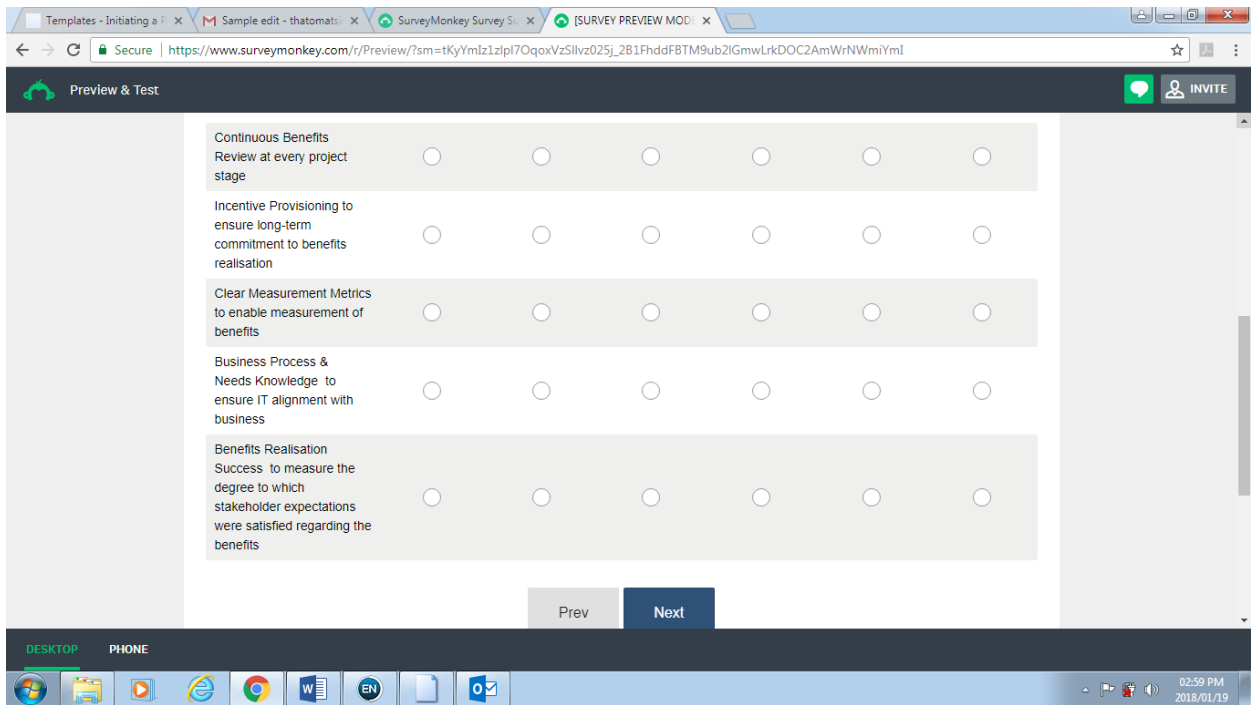 Templates - Initiating a P
Sample edit - thatomatsi
SurveyMonkey Survey Su
[SURVEY PREVIEW MODE
Secure | https://www.surveymonkey.com/r/Preview/?sm=tKyYmIz1zlpl7OqoxVzSllvz025j_2B1FhddFBTM9ub2lGmwLrkDOC2AmWrNWmiYmI
Preview & Test
INVITE
Continuous Benefits
Review at every project
stage
Incentive Provisioning to
ensure long-term
commitment to benefits
realisation
Clear Measurement Metrics
to enable measurement of
benefits
Business Process &
Needs Knowledge to
ensure IT alignment with
business
Benefits Realisation
Success to measure the
degree to which
stakeholder expectations
were satisfied regarding the
benefits
Prev
Next
DESKTOP
PHONE
EN
02:59 PM
2018/01/19